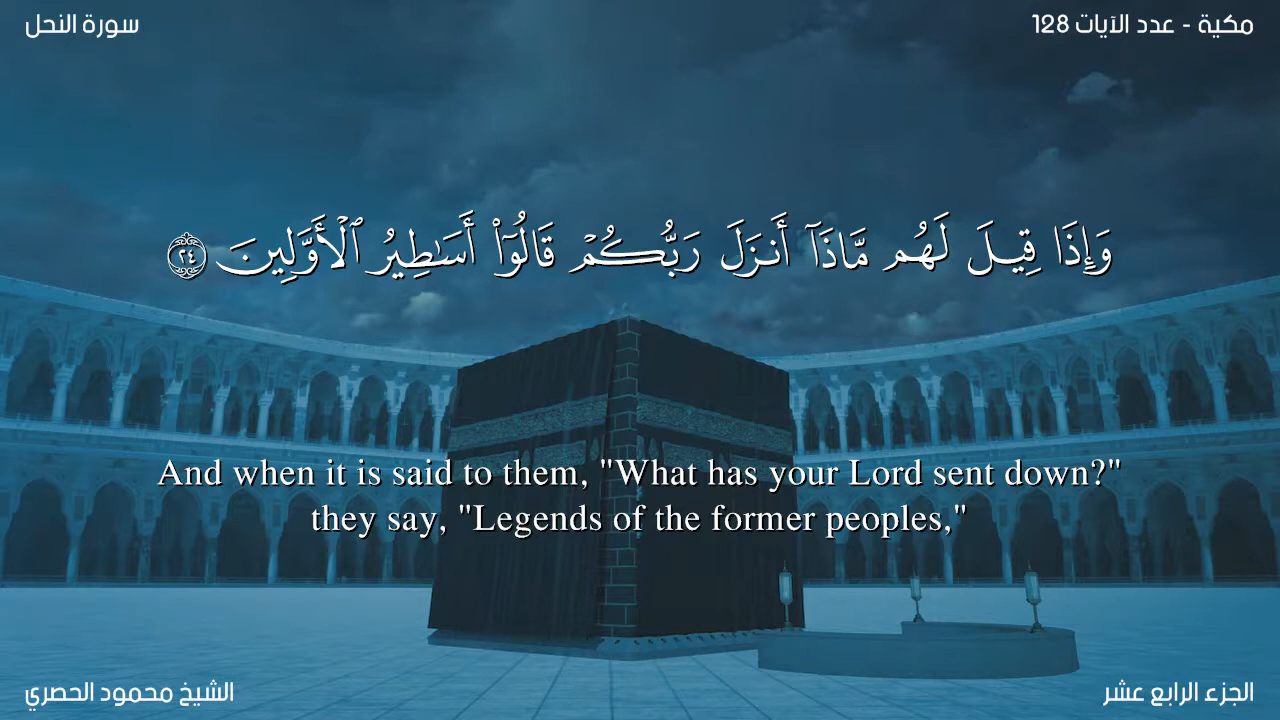 مكية - عدد الآيات 128
سورة النحل
وَإِذَا قِيلَ لَهُم مَّاذَآ أَنزَلَ رَبُّكُمْ قَالُوٓا۟ أَسَـٰطِيرُ ٱلْأَوَّلِينَ ٢٤
And when it is said to them, "What has your Lord sent down?"
they say, "Legends of the former peoples,"
الجزء الرابع عشر
الشيخ محمود الحصري